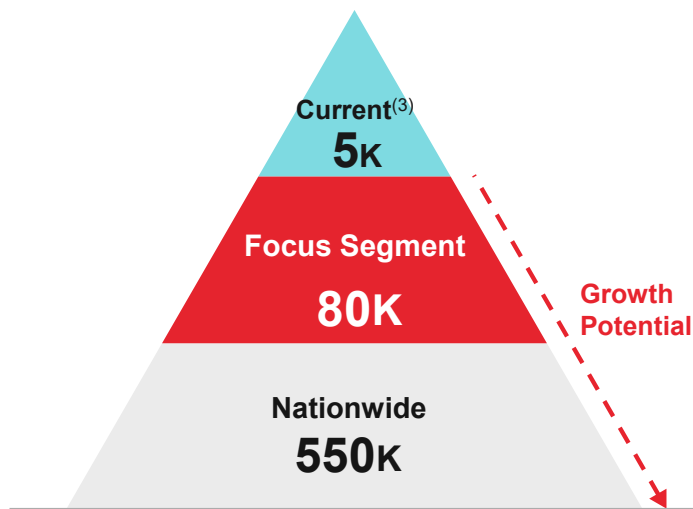 Current(3)
5K
Focus Segment
80K
Growth
Potential
Nationwide
550K